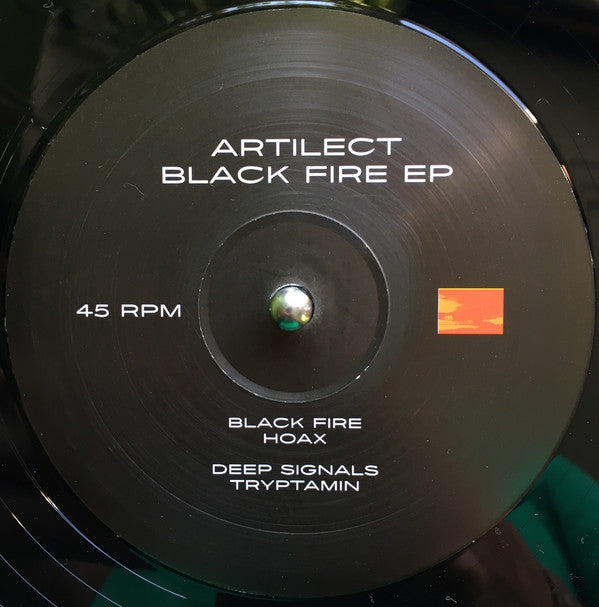 ARTILECT
BLACK FIRE EP
45 RPM
BLACK FIRE
HOAX
DEEP SIGNALS
TRYPTAMIN